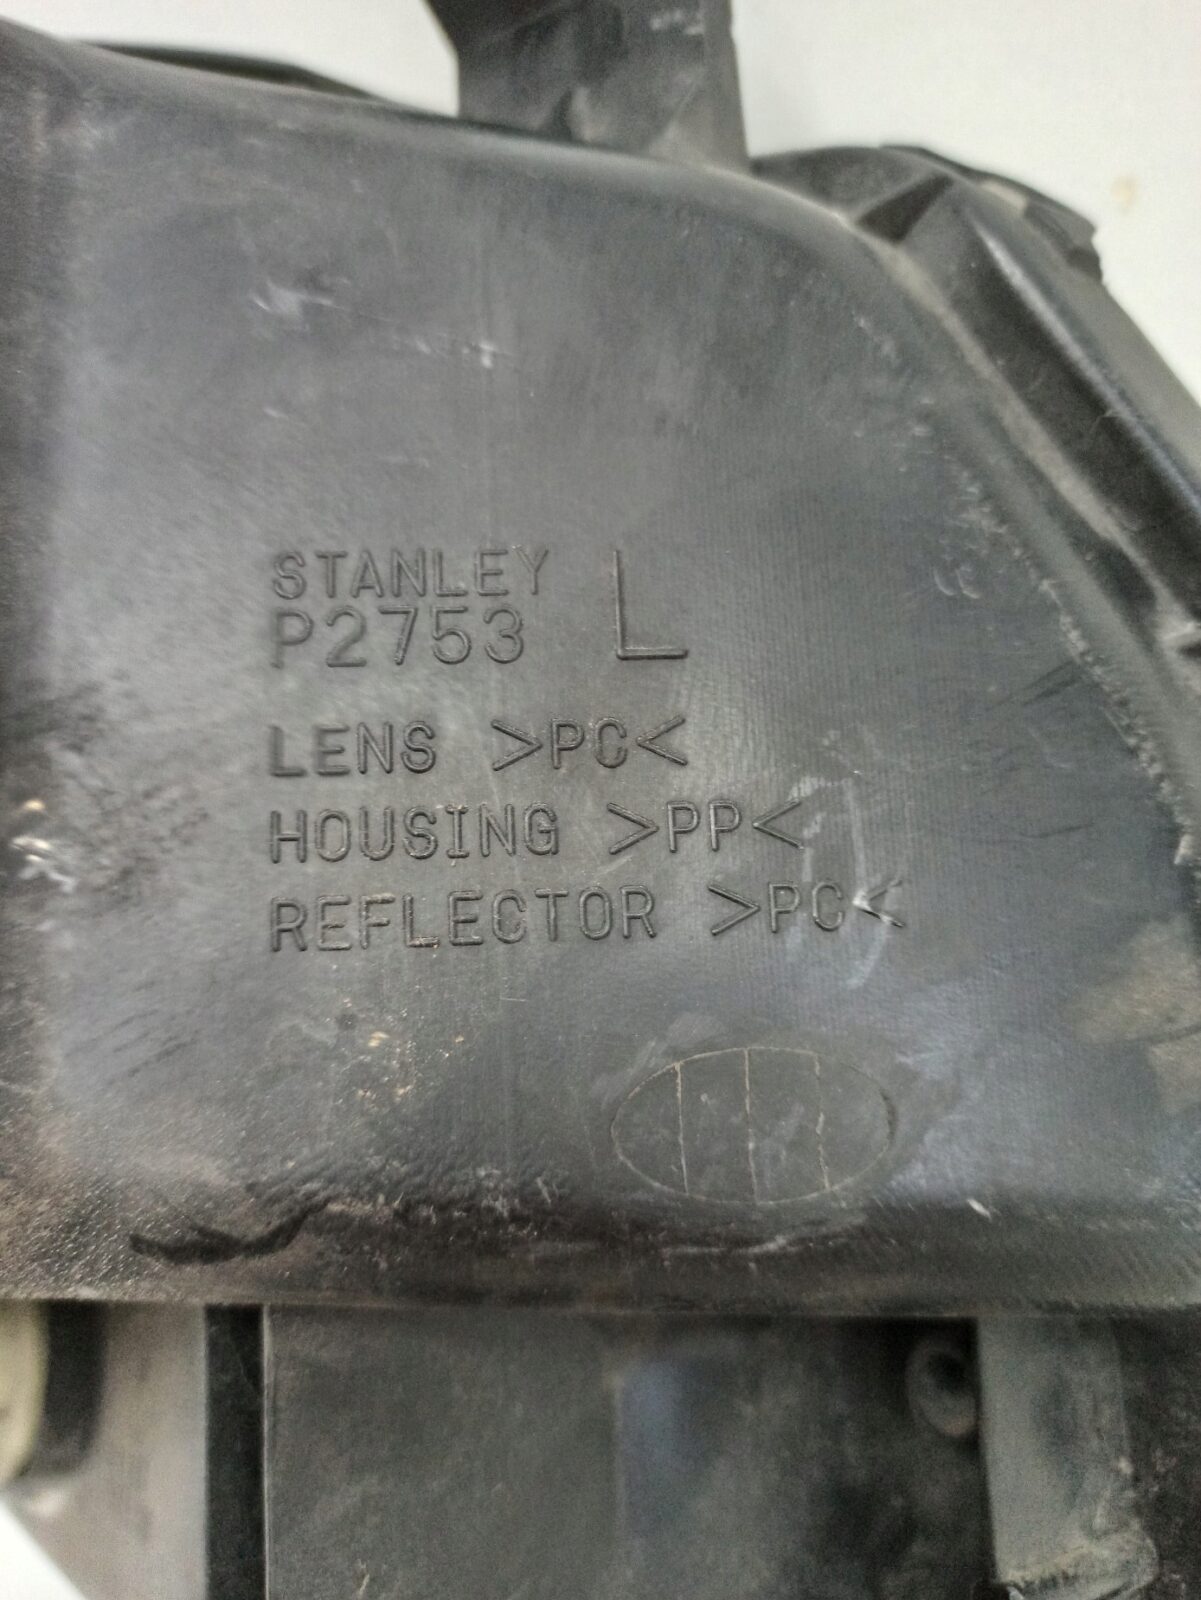 STANLEY L
P2753
LENS >PC<
HOUSING >PP<
REFLECTOR >PC<